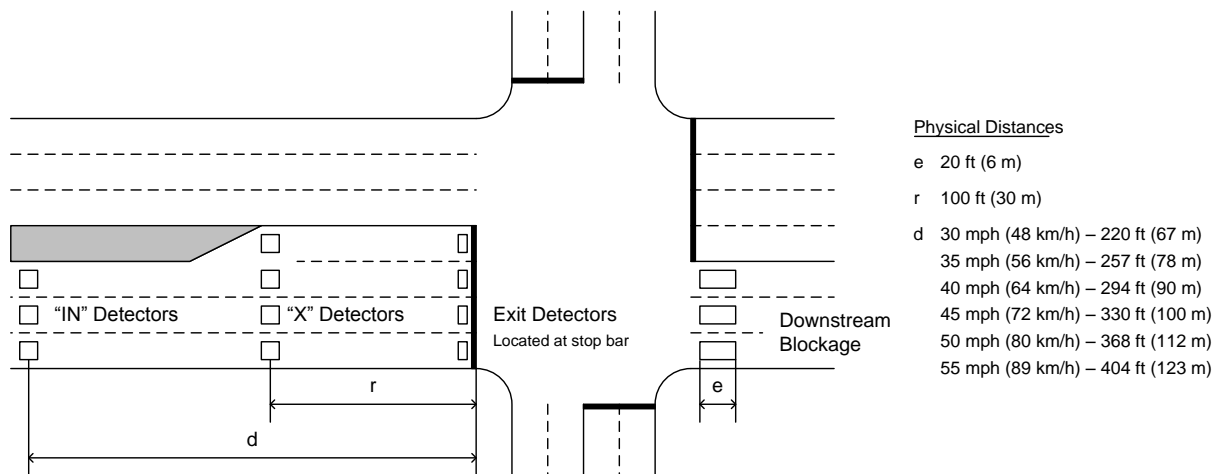 Physical Distances
e 20 ft (6 m)
r 100 ft (30 m)
d 30 mph (48 km/h) – 220 ft (67 m)
35 mph (56 km/h) – 257 ft (78 m)
40 mph (64 km/h) – 294 ft (90 m)
45 mph (72 km/h) – 330 ft (100 m)
50 mph (80 km/h) – 368 ft (112 m)
55 mph (89 km/h) – 404 ft (123 m)
“IN” Detectors
“X” Detectors
Exit Detectors
Located at stop bar
Downstream
Blockage
r
e
d